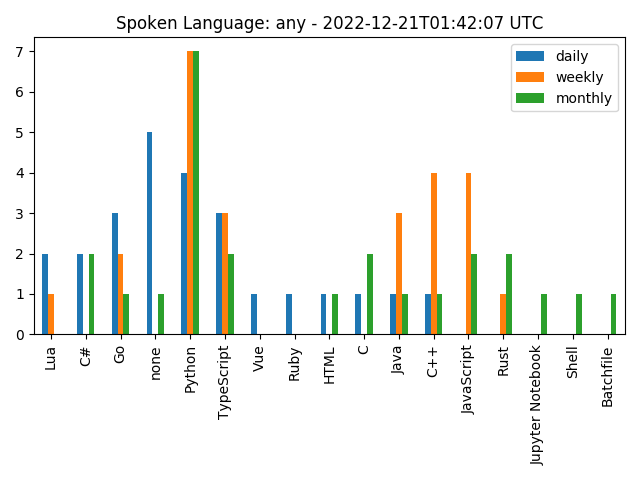 Spoken Language: any - 2022-12-21T01:42:07 UTC
daily
weekly
monthly
7
6
5
4
3
2
1
0
Lua
C#
Go
none
Python
TypeScript
Vue
Ruby
HTML
C
Java
C++
JavaScript
Rust
Jupyter Notebook
Shell
Batchfile